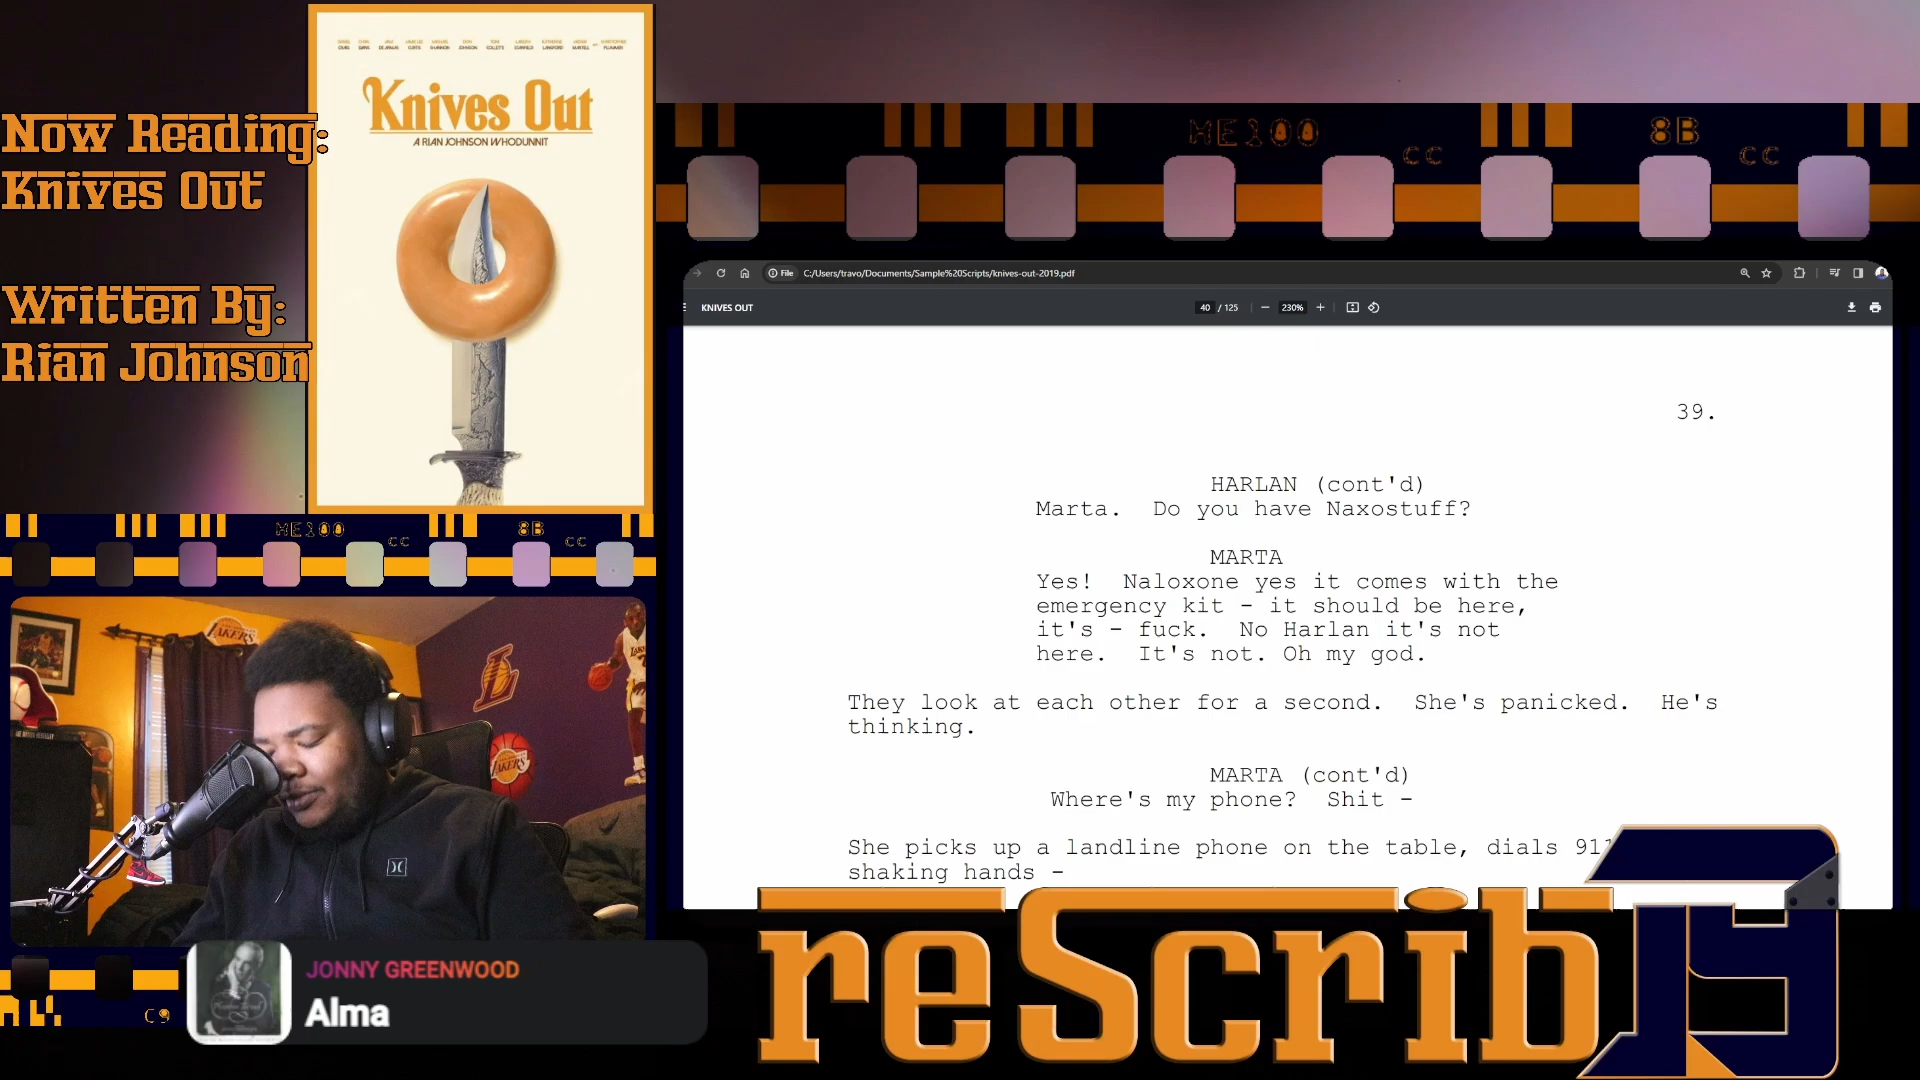 Now Reading:
Knives Out
Written By:
Rian Johnson
Knives Out
A RIAN JOHNSON WHODUNNIT
ME100
8B
CC
CC
File
C:/Users/travo/Documents/Sample%20Scripts/knives-out-2019.pdf
KNIVES OUT
40 / 125
230%
39.
HARLAN (cont'd)
Marta. Do you have Naxostuff?
MARTA
Yes! Naloxone yes it comes with the
emergency kit - it should be here,
it's - fuck. No Harlan it's not
here. It's not. Oh my god.
They look at each other for a second. She's panicked. He's
thinking.
MARTA (cont'd)
Where's my phone? Shit -
She picks up a landline phone on the table, dials 911
shaking hands -
ME100
8B
CC
CC
LAKERS
LAKERS
C9
JONNY GREENWOOD
Alma
reScrib